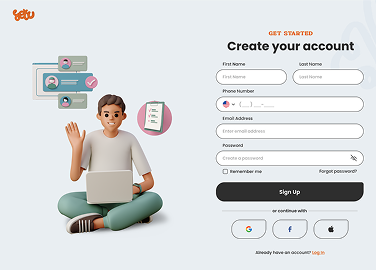 GET STARTED
Create your account
First Name
Last Name
First Name
Last Name
Phone Number
(___) ___-____
Email Address
Enter email address
Password
Create a password
Remember me
Forgot password?
Sign Up
or continue with
G
f
Already have an account? Log In